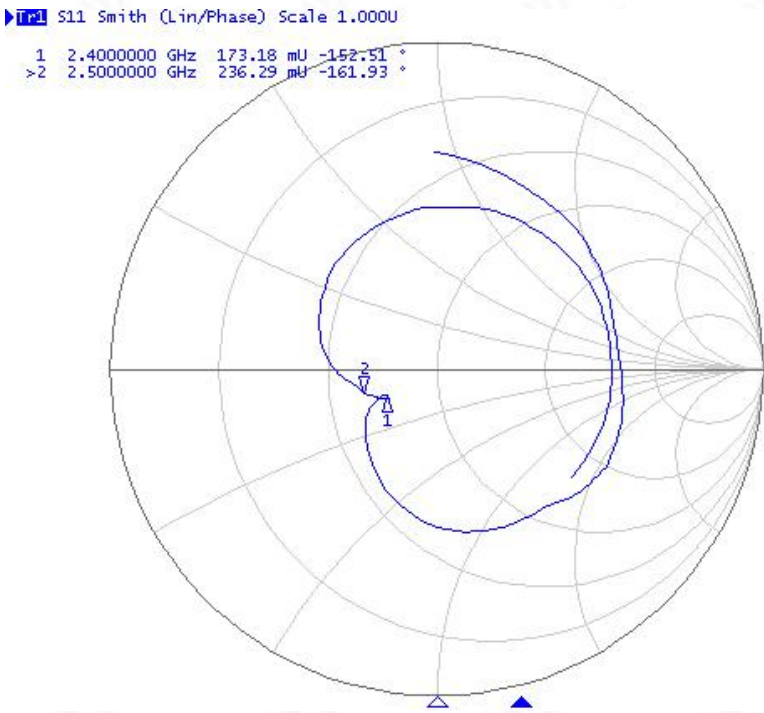 Tr1 S11 Smith (Lin/Phase) Scale 1.000U
1 2.4000000 GHz 173.18 mU -152.51 °
>2 2.5000000 GHz 236.29 mU -161.93 °
2
1